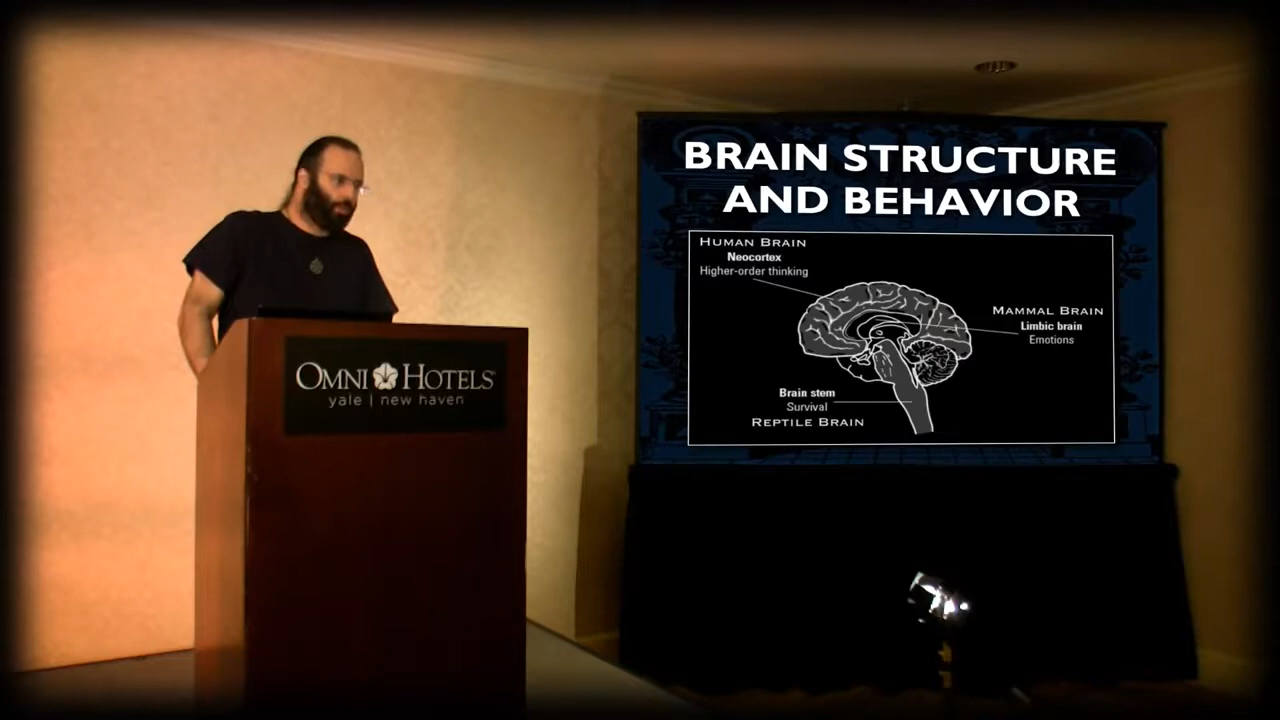 OMNI HOTELS
yale | new haven
BRAIN STRUCTURE
AND BEHAVIOR
HUMAN BRAIN
Neocortex
Higher-order thinking
MAMMAL BRAIN
Limbic brain
Emotions
Brain stem
Survival
REPTILE BRAIN